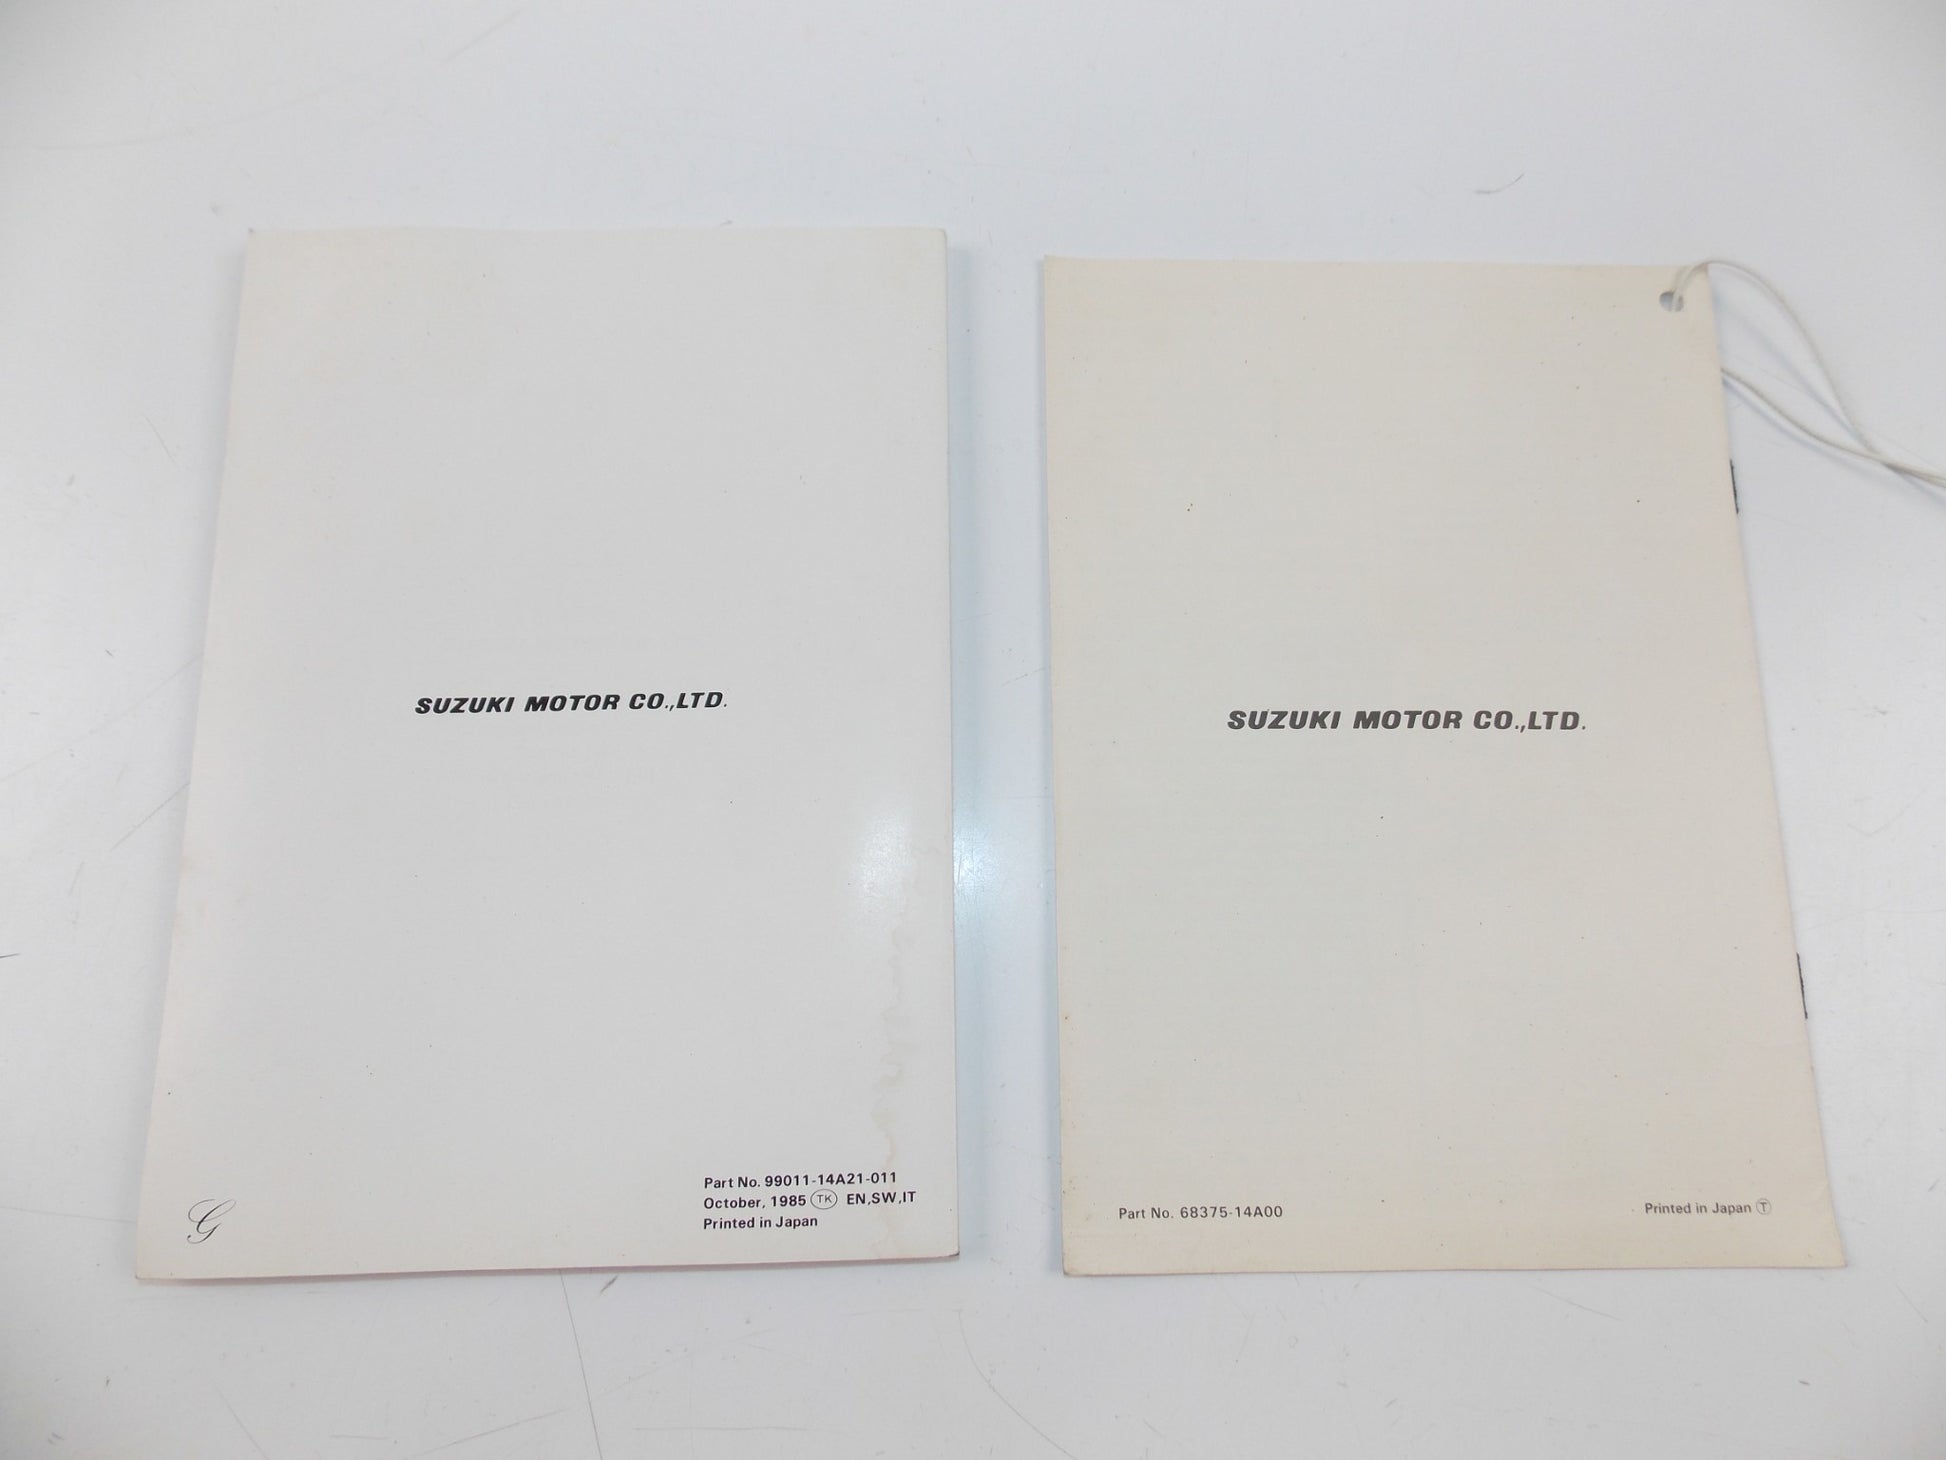 SUZUKI MOTOR CO.,LTD.
Part No. 99011-14A21-011
October, 1985 TK EN,SW,IT
Printed in Japan
G
SUZUKI MOTOR CO.,LTD.
Part No. 68375-14A00
Printed in Japan T